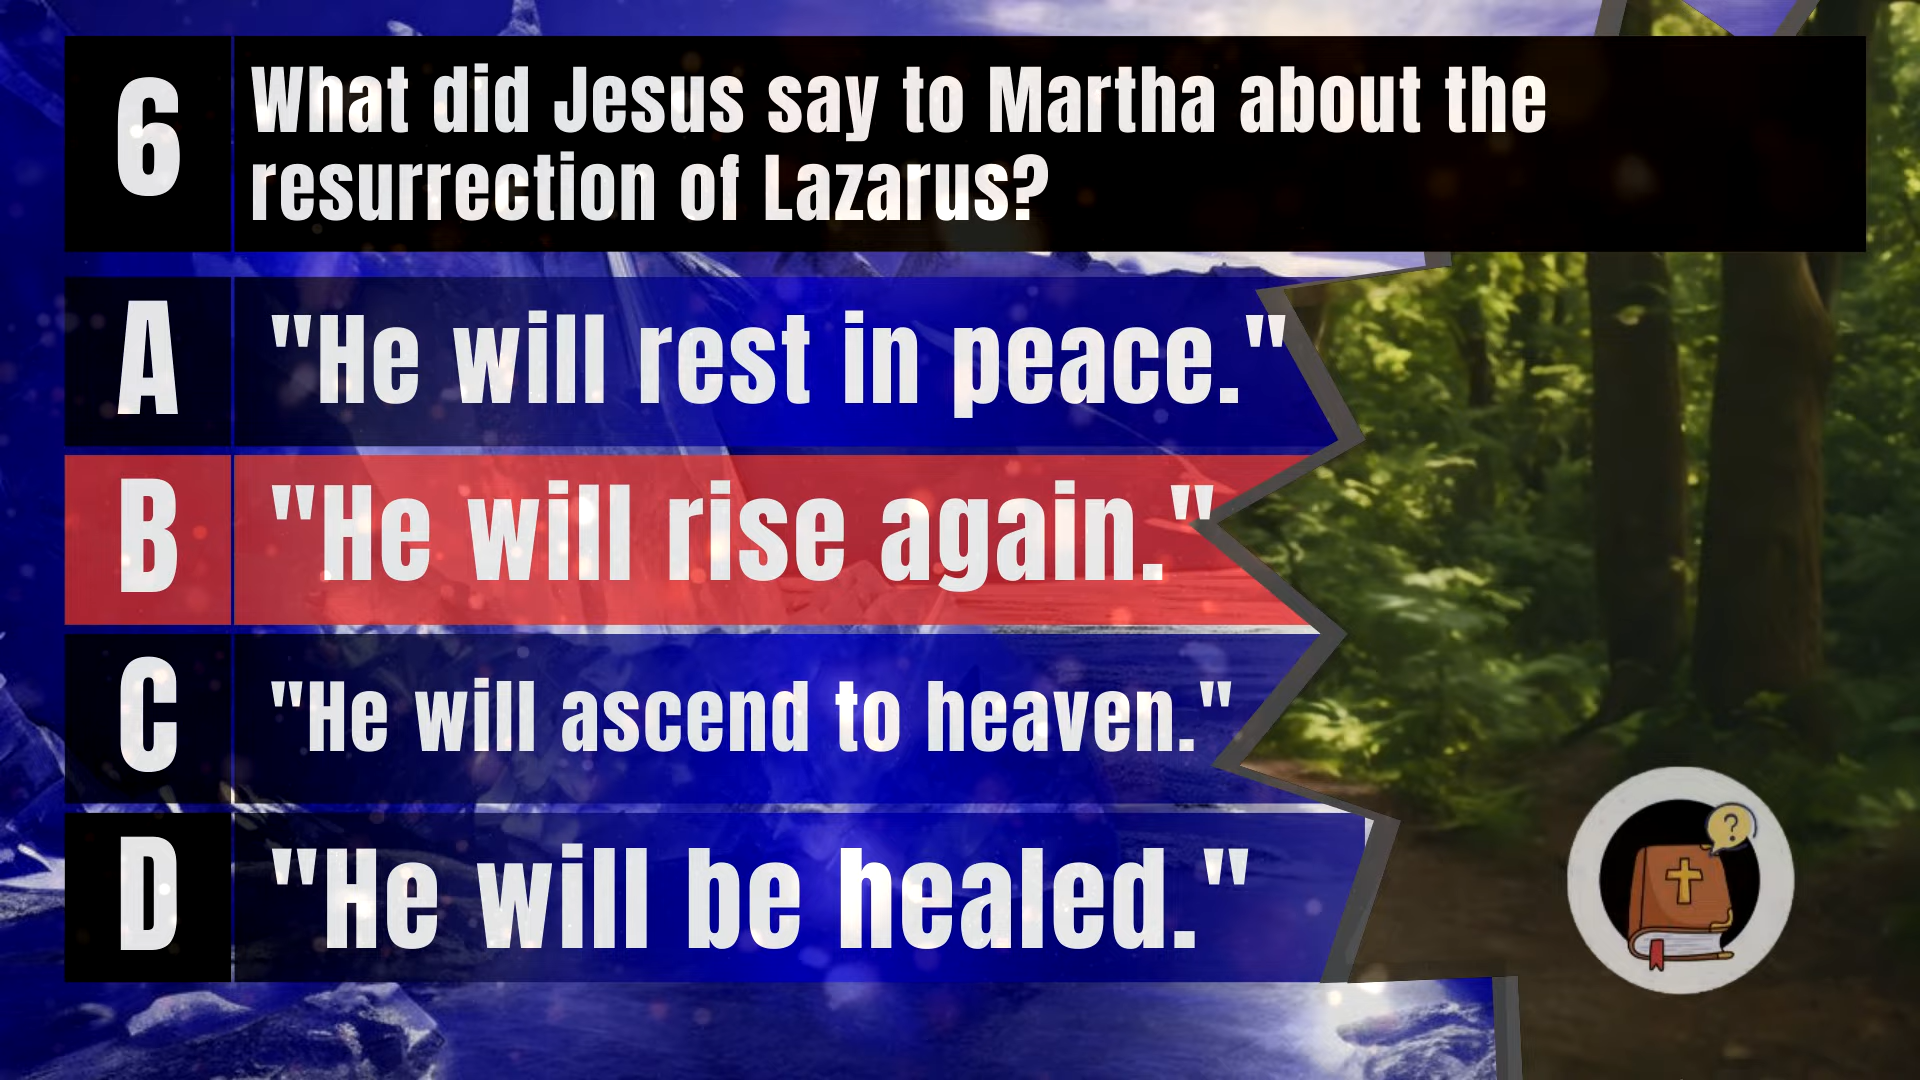 6
What did Jesus say to Martha about the
resurrection of Lazarus?
A
"He will rest in peace."
B
"He will rise again."
C
"He will ascend to heaven."
D
"He will be healed."
?